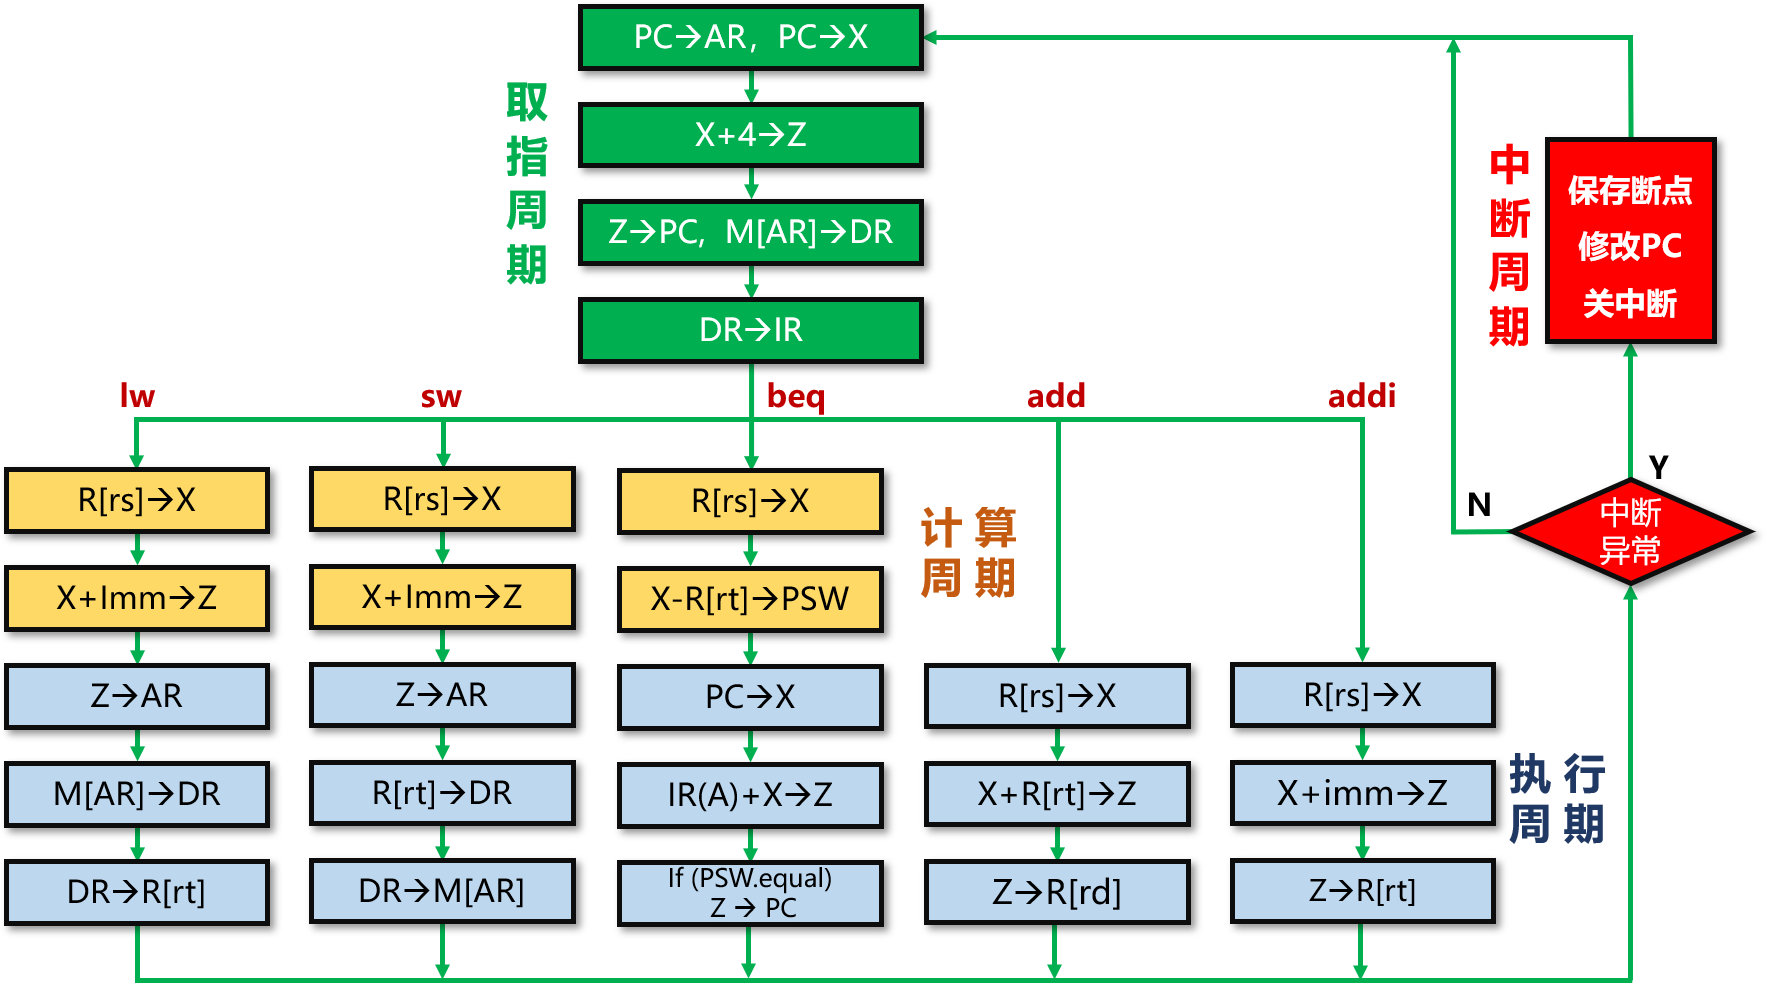 PC→AR，PC→X
取指周期
X+4→Z
Z→PC，M[AR]→DR
DR→IR
中断周期
保存断点
修改PC
关中断
lw
sw
beq
add
addi
Y
N
中断
异常
R[rs]→X
R[rs]→X
R[rs]→X
计算
周期
X+Imm→Z
X+Imm→Z
X-R[rt]→PSW
Z→AR
Z→AR
PC→X
R[rs]→X
R[rs]→X
执行
周期
M[AR]→DR
R[rt]→DR
IR(A)+X→Z
X+R[rt]→Z
X+imm→Z
DR→R[rt]
DR→M[AR]
If (PSW.equal)
Z → PC
Z→R[rd]
Z→R[rt]